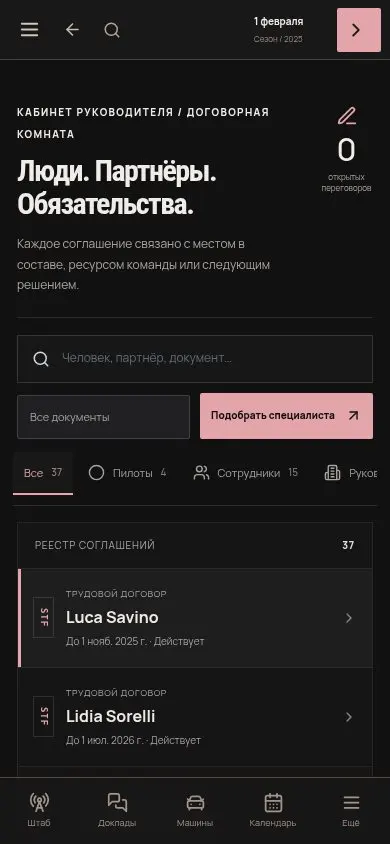 1 февраля
Сезон / 2025
КАБИНЕТ РУКОВОДИТЕЛЯ / ДОГОВОРНАЯ
КОМНАТА
0
открытых
переговоров
Люди. Партнёры.
Обязательства.
Каждое соглашение связано с местом в
составе, ресурсом команды или следующим
решением.
Человек, партнёр, документ...
Все документы
Подобрать специалиста
Все 37
Пилоты 4
Сотрудники 15
Руков
РЕЕСТР СОГЛАШЕНИЙ 37
ТРУДОВОЙ ДОГОВОР
STF
Luca Savino
До 1 нояб. 2025 г. · Действует
ТРУДОВОЙ ДОГОВОР
STF
Lidia Sorelli
До 1 июл. 2026 г. · Действует
Штаб
Доклады
Машины
Календарь
Ещё